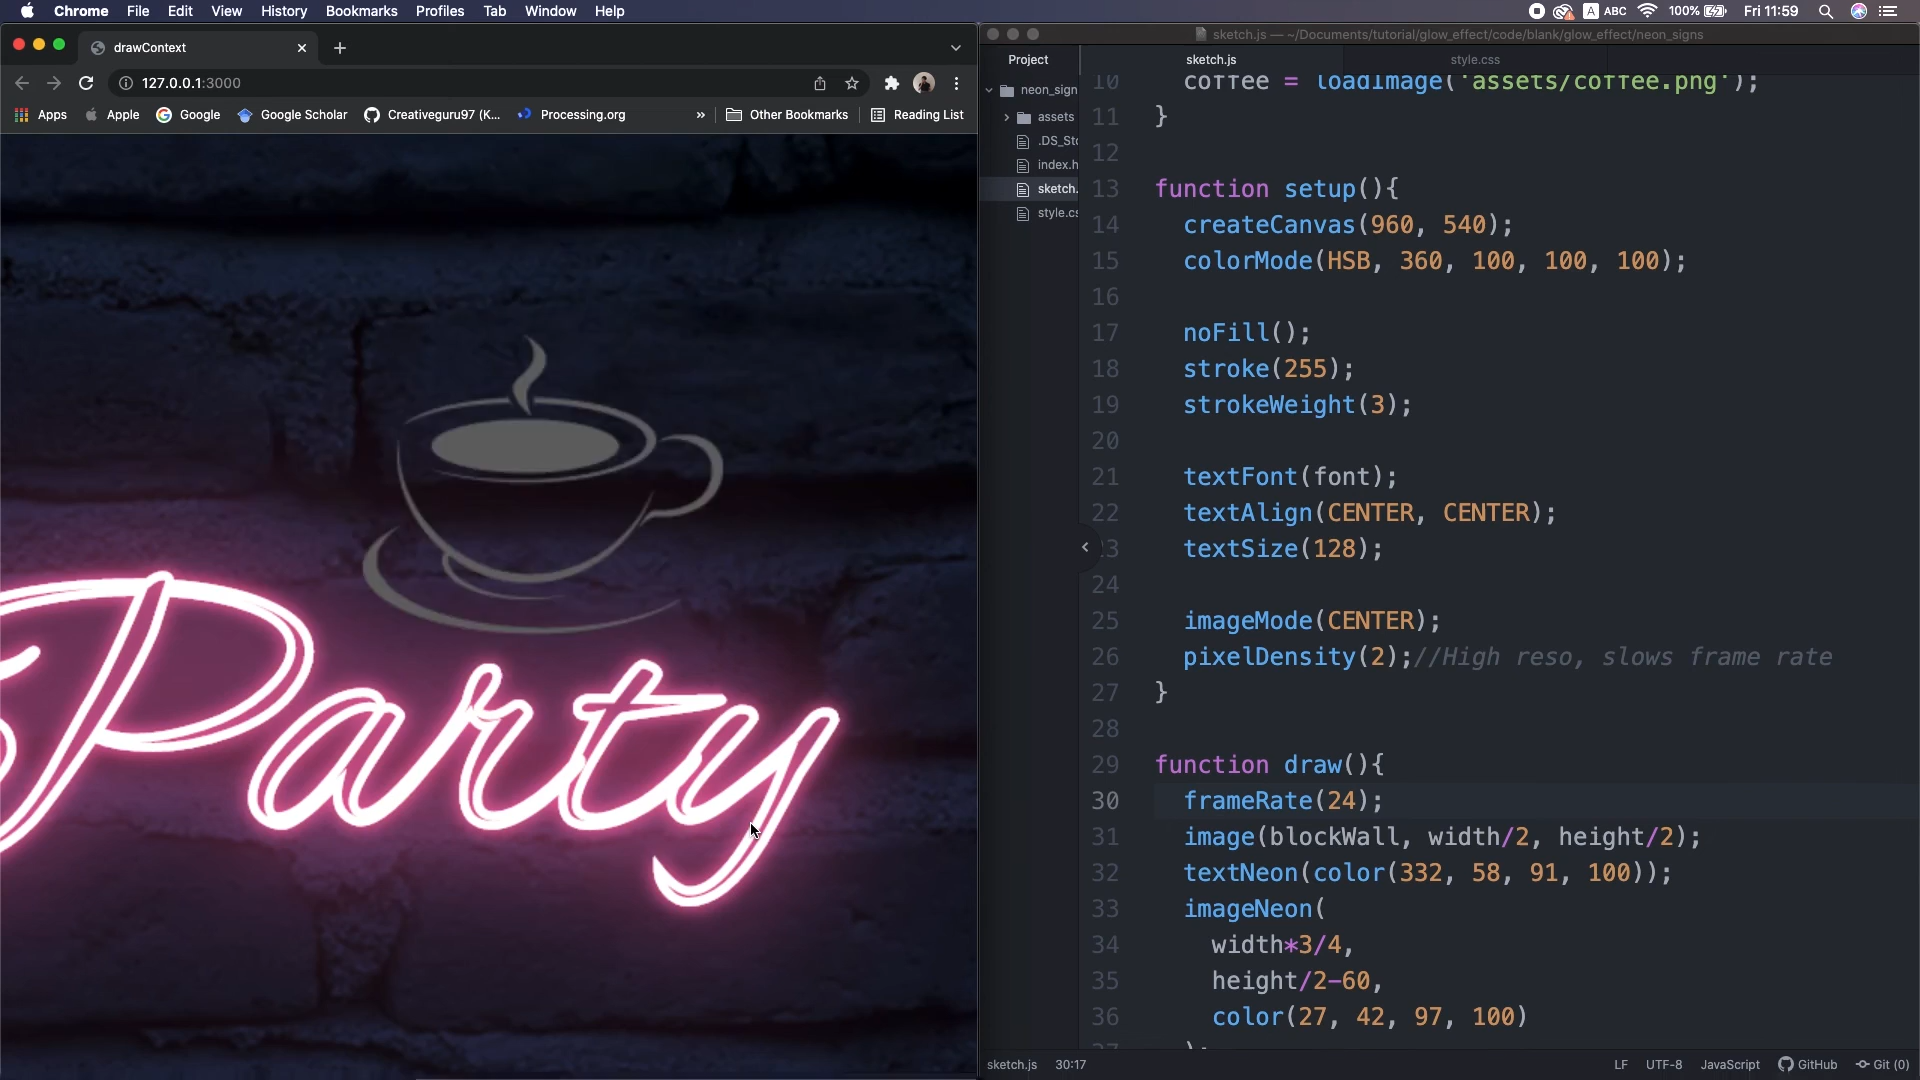 Chrome File Edit View History Bookmarks Profiles Tab Window Help
A ABC 100% Fri 11:59
drawContext
127.0.0.1:3000
Apps Apple Google Google Scholar Creativeguru97 (K... Processing.org » Other Bookmarks Reading List
Party
sketch.js — ~/Documents/tutorial/glow_effect/code/blank/glow_effect/neon_signs
Project
neon_sign
assets
.DS_Sto
index.h
sketch.
style.cs
sketch.js style.css
10 coffee = loadImage('assets/coffee.png');
11 }
12
13 function setup(){
14 createCanvas(960, 540);
15 colorMode(HSB, 360, 100, 100, 100);
16
17 noFill();
18 stroke(255);
19 strokeWeight(3);
20
21 textFont(font);
22 textAlign(CENTER, CENTER);
3 textSize(128);
24
25 imageMode(CENTER);
26 pixelDensity(2);//High reso, slows frame rate
27 }
28
29 function draw(){
30 frameRate(24);
31 image(blockWall, width/2, height/2);
32 textNeon(color(332, 58, 91, 100));
33 imageNeon(
34 width*3/4,
35 height/2-60,
36 color(27, 42, 97, 100)
37 );
sketch.js 30:17 LF UTF-8 JavaScript GitHub Git (0)